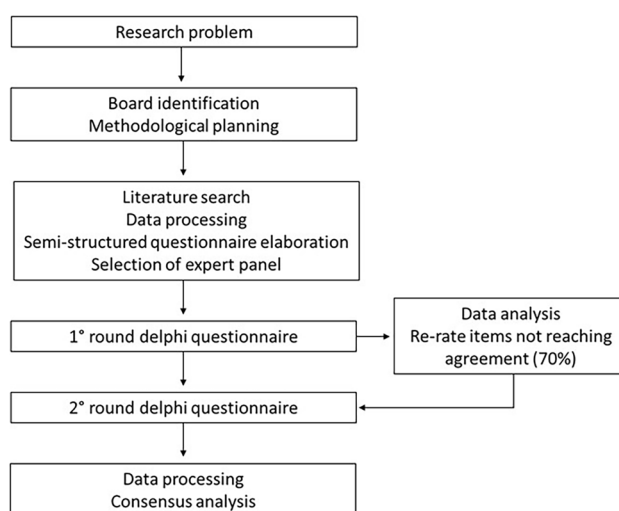 Research problem
Board identification
Methodological planning
Literature search
Data processing
Semi-structured questionnaire elaboration
Selection of expert panel
1° round delphi questionnaire
Data analysis
Re-rate items not reaching
agreement (70%)
2° round delphi questionnaire
Data processing
Consensus analysis